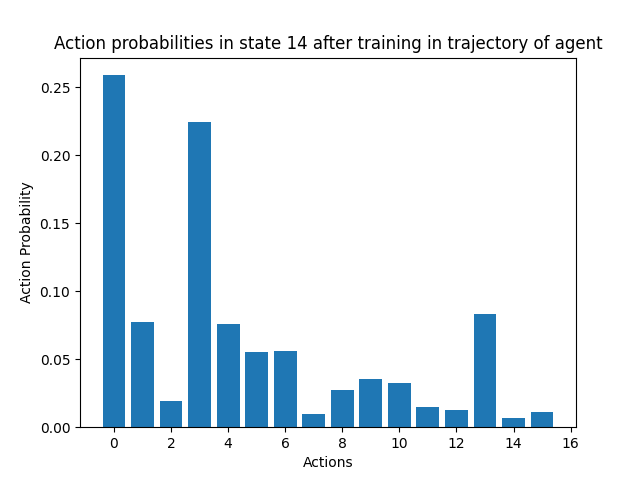 Action probabilities in state 14 after training in trajectory of agent
0.25
0.20
0.15
0.10
0.05
0.00
Action Probability
0 2 4 6 8 10 12 14 16
Actions